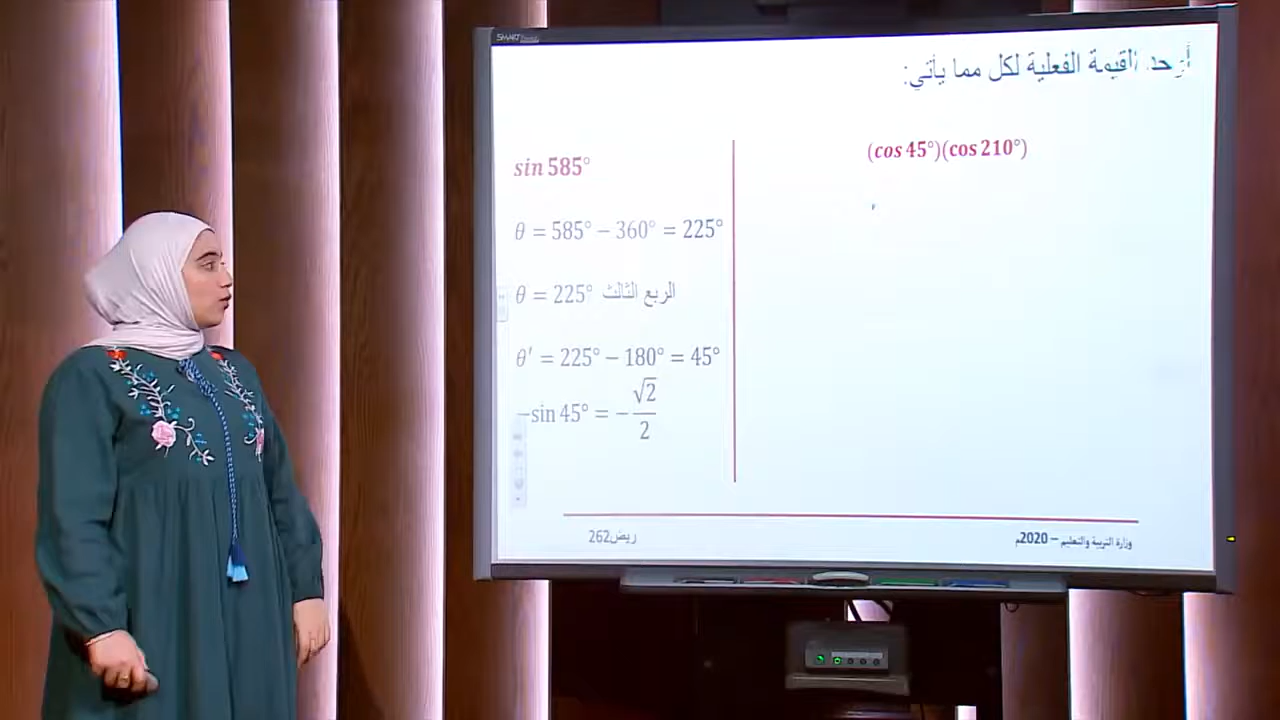 أوجد القيمة الفعلية لكل مما يأتي:
(cos 45°)(cos 210°)
sin 585°
θ = 585° − 360° = 225°
θ = 225° الربع الثالث
θ′ = 225° − 180° = 45°
−sin 45° = −√2/2
وزارة التربية والتعليم – 2020م
ريض262